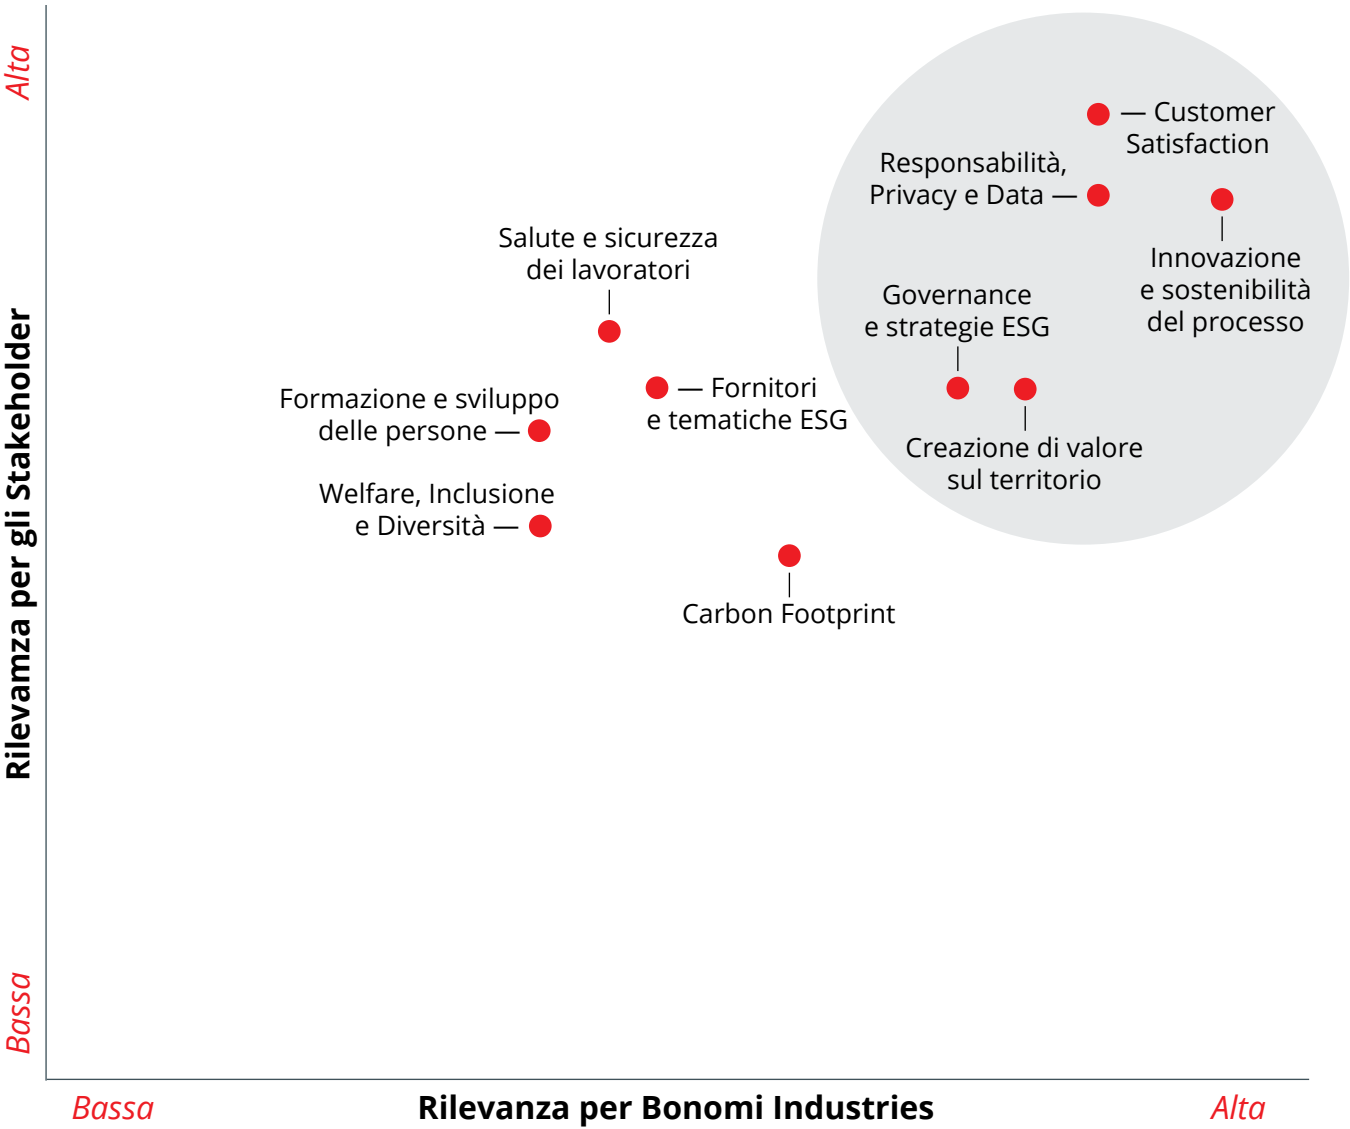 Alta
Rilevamza per gli Stakeholder
Bassa
— Customer
Satisfaction
Responsabilità,
Privacy e Data —
Innovazione
e sostenibilità
del processo
Salute e sicurezza
dei lavoratori
Governance
e strategie ESG
— Fornitori
e tematiche ESG
Formazione e sviluppo
delle persone —
Creazione di valore
sul territorio
Welfare, Inclusione
e Diversità —
Carbon Footprint
Bassa
Rilevanza per Bonomi Industries
Alta